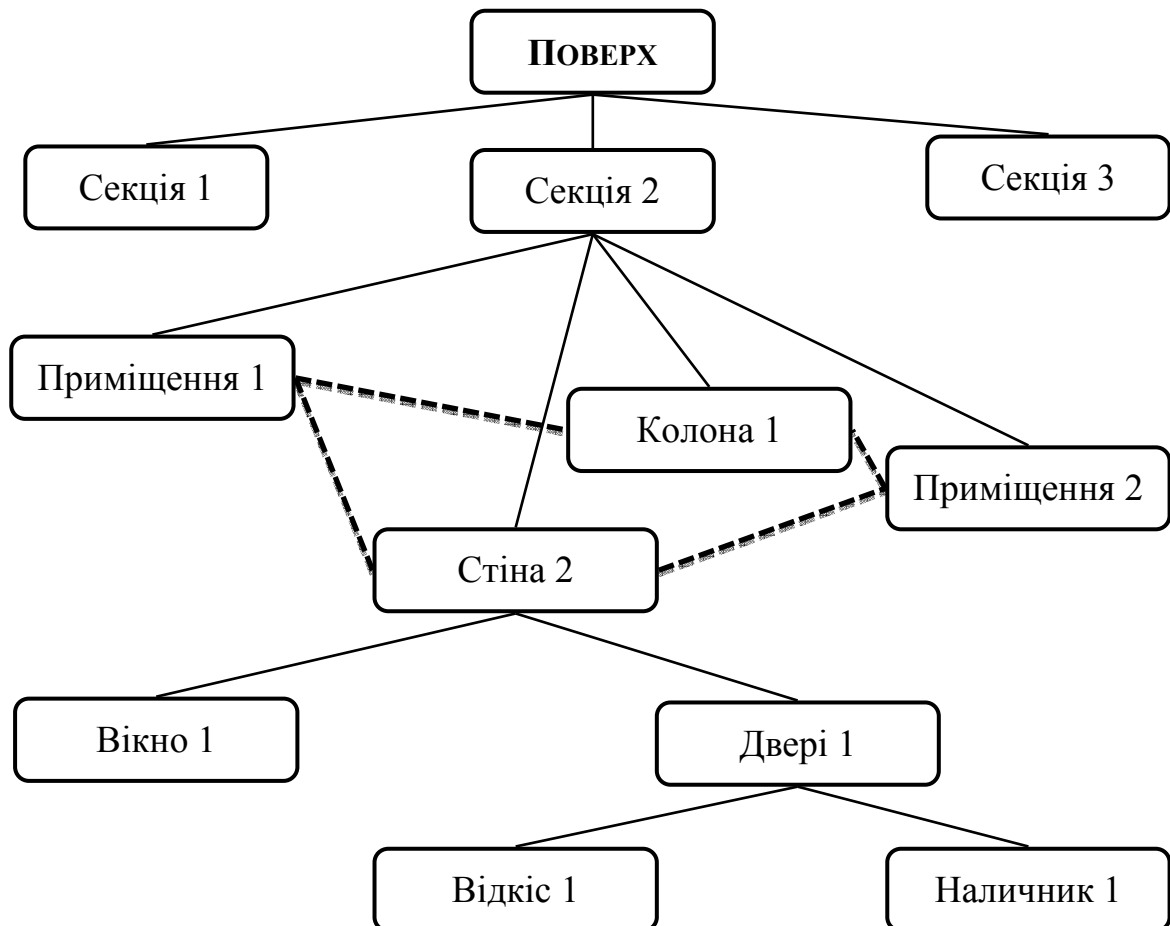 ПОВЕРХ
Секція 1
Секція 2
Секція 3
Приміщення 1
Колона 1
Приміщення 2
Стіна 2
Вікно 1
Двері 1
Відкіс 1
Наличник 1